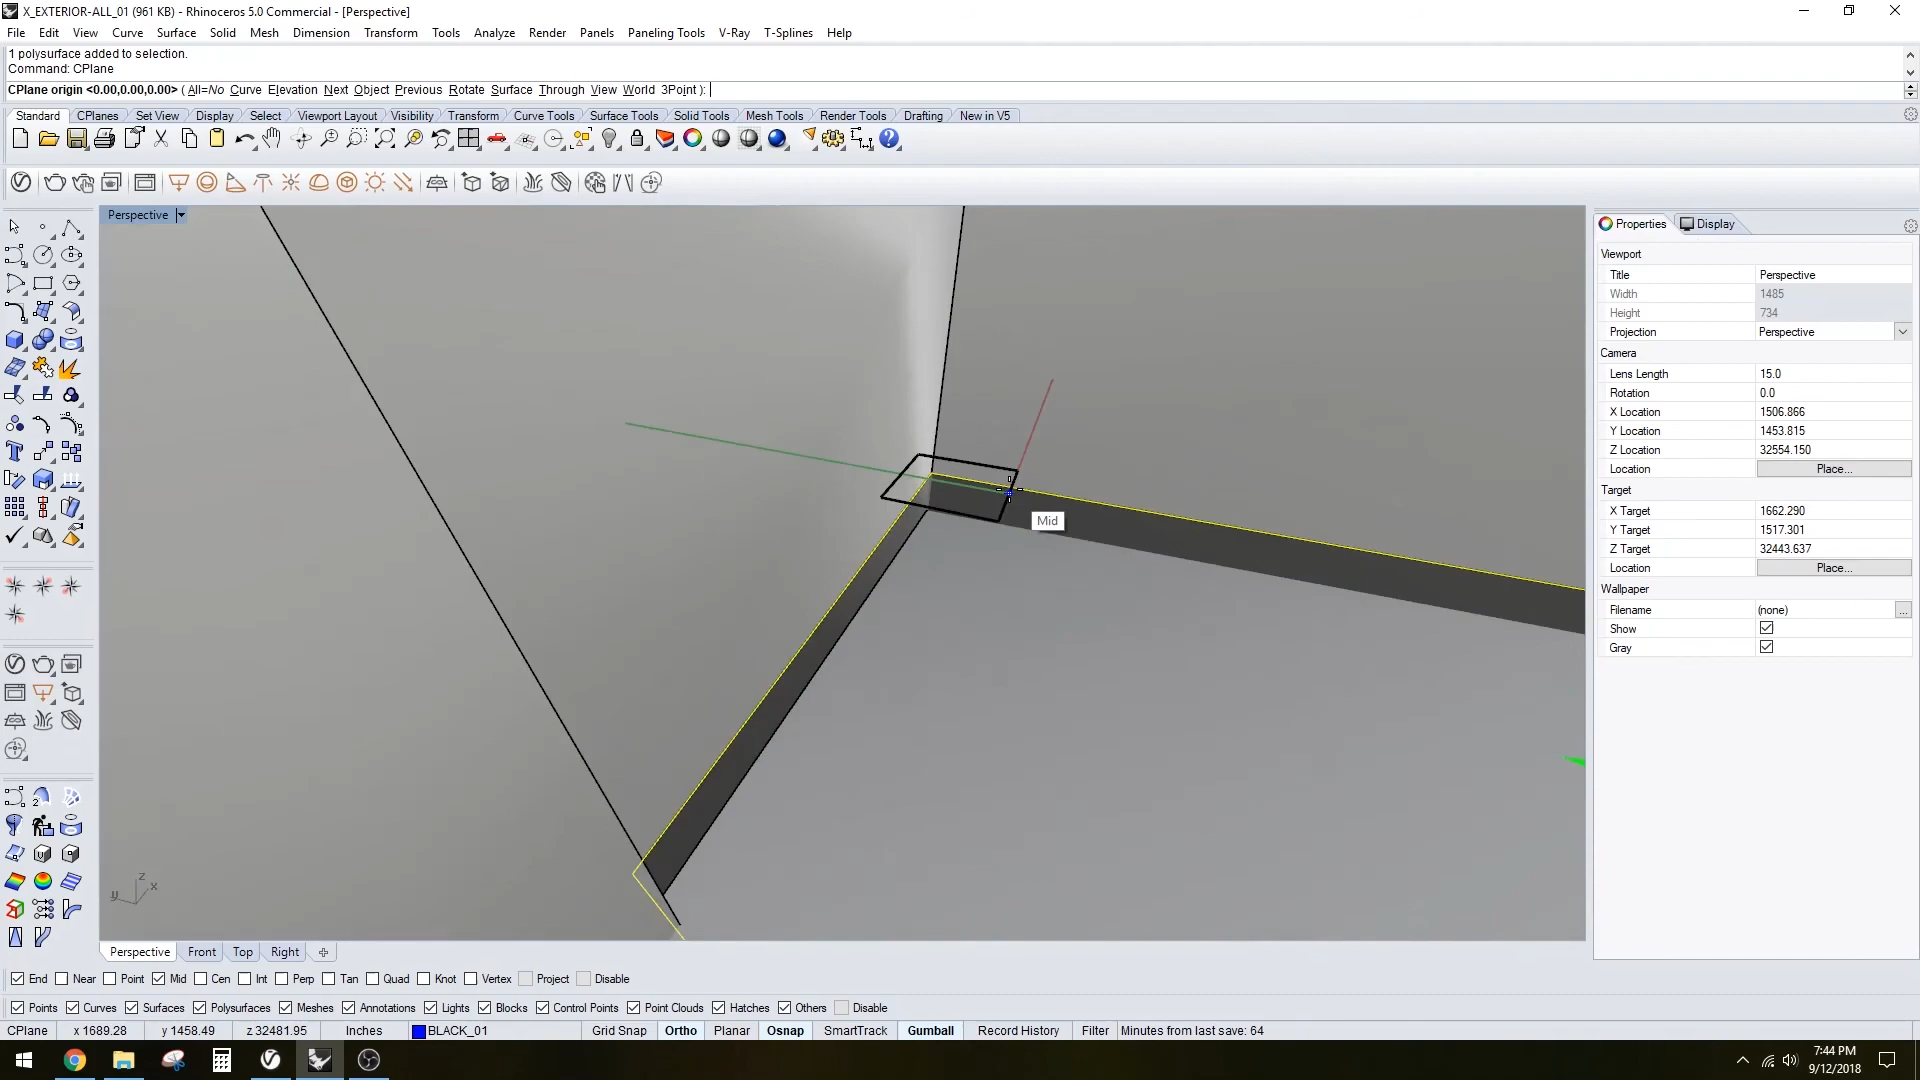 X_EXTERIOR-ALL_01 (961 KB) - Rhinoceros 5.0 Commercial - [Perspective]
File Edit View Curve Surface Solid Mesh Dimension Transform Tools Analyze Render Panels Paneling Tools V-Ray T-Splines Help
1 polysurface added to selection.
Command: CPlane
CPlane origin <0.00,0.00,0.00> ( All=No Curve Elevation Next Object Previous Rotate Surface Through View World 3Point ):
Standard CPlanes Set View Display Select Viewport Layout Visibility Transform Curve Tools Surface Tools Solid Tools Mesh Tools Render Tools Drafting New in V5
Perspective
Properties Display
Viewport
Title Perspective
Width 1485
Height 734
Projection Perspective
Camera
Lens Length 15.0
Rotation 0.0
X Location 1506.866
Y Location 1453.815
Z Location 32554.150
Location Place...
Target
X Target 1662.290
Y Target 1517.301
Z Target 32443.637
Location Place...
Wallpaper
Filename (none) ...
Show
Gray
Mid
z
y x
Perspective Front Top Right
End Near Point Mid Cen Int Perp Tan Quad Knot Vertex Project Disable
Points Curves Surfaces Polysurfaces Meshes Annotations Lights Blocks Control Points Point Clouds Hatches Others Disable
CPlane x 1689.28 y 1458.49 z 32481.95 Inches BLACK_01 Grid Snap Ortho Planar Osnap SmartTrack Gumball Record History Filter Minutes from last save: 64
7:44 PM
9/12/2018